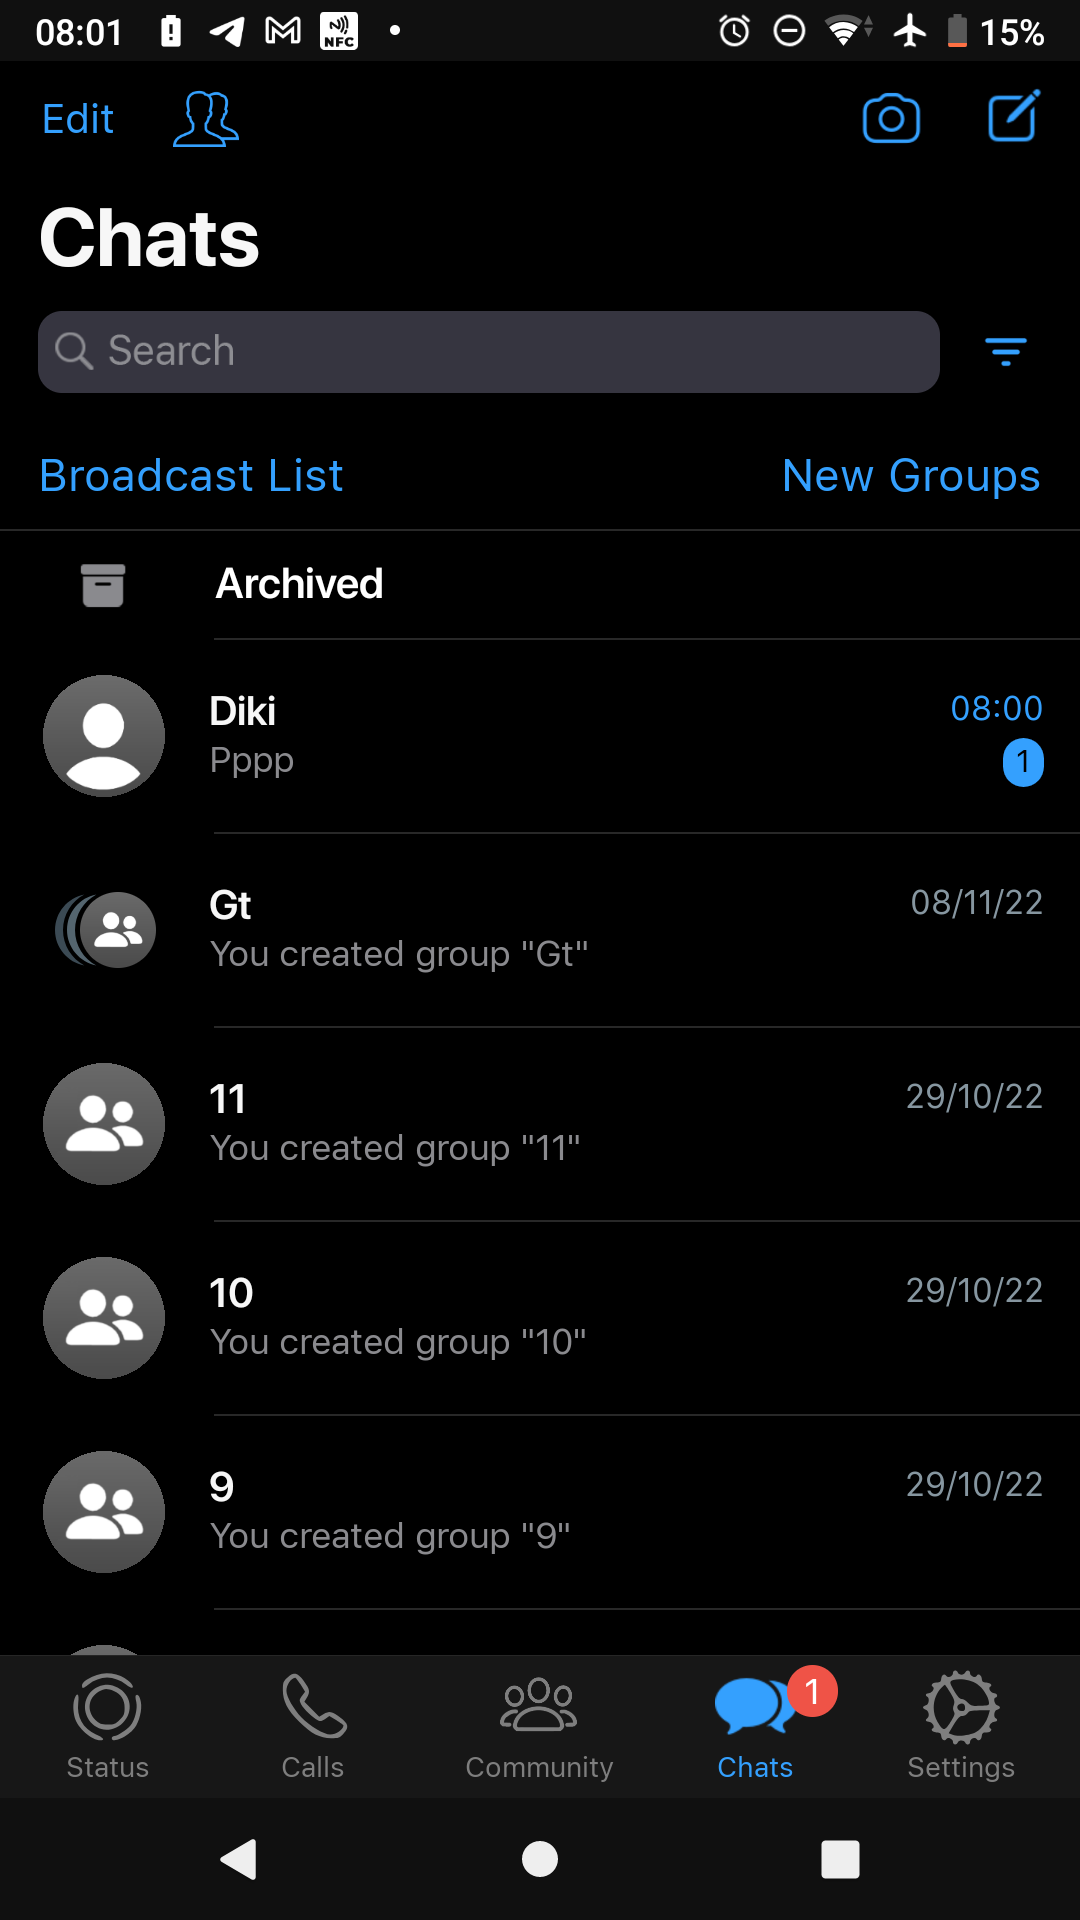 08:01 NFC 15%
Edit
Chats
Search
Broadcast List New Groups
Archived
Diki 08:00
Pppp 1
Gt 08/11/22
You created group "Gt"
11 29/10/22
You created group "11"
10 29/10/22
You created group "10"
9 29/10/22
You created group "9"
1
Status Calls Community Chats Settings